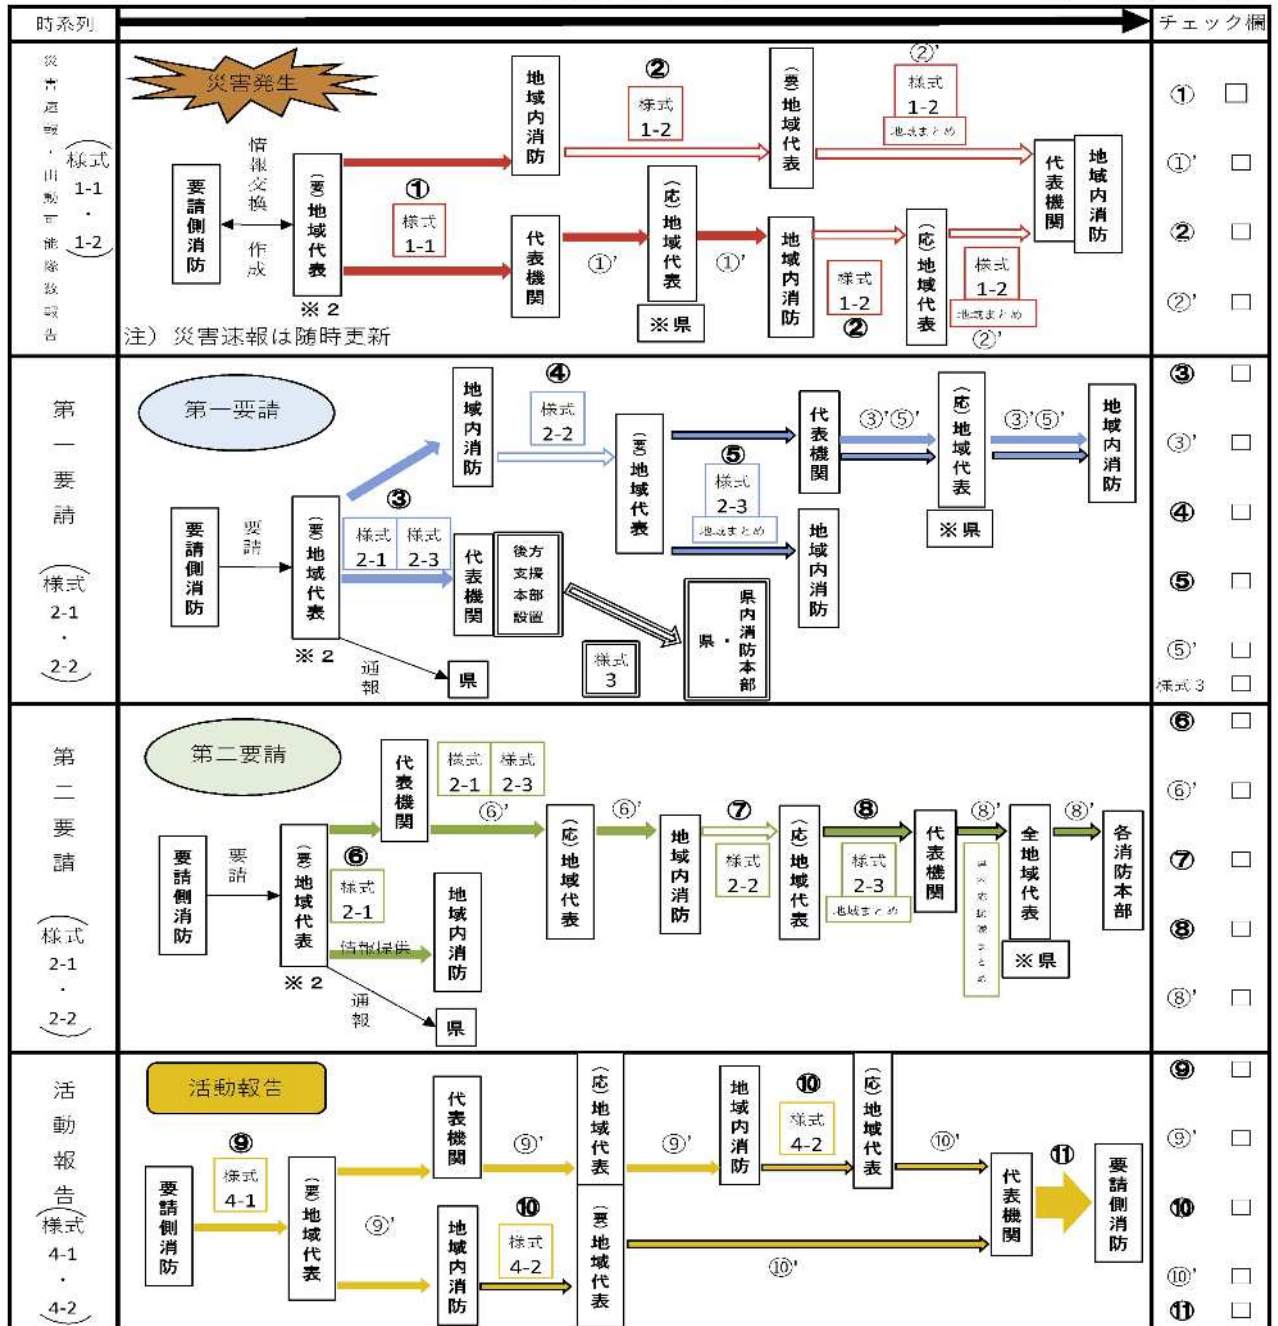 時系列
チェック欄
災害速報・出動可能隊数報告
(様式
1-1
・
1-2)
災害発生
要請側消防
情報交換
作成
(要)地域代表
※2
注）災害速報は随時更新
①
様式
1-1
地域内消防
代表機関
②
様式
1-2
①’
(応)地域代表
※県
①’
(要)地域代表
地域内消防
②’
様式
1-2
地域まとめ
様式
1-2
②
(応)地域代表
様式
1-2
地域まとめ
②’
代表機関
地域内消防
① □
①’ □
② □
②’ □
第一要請
(様式
2-1
・
2-2)
第一要請
要請側消防
要請
(要)地域代表
※2
通報
県
③
様式
2-1
様式
2-3
地域内消防
代表機関
後方
支援
本部
設置
④
様式
2-2
様式
3
(要)地域代表
県・県内消防本部
⑤
様式
2-3
地域まとめ
代表機関
地域内消防
③’⑤’
(応)地域代表
※県
③’⑤’
地域内消防
③ □
③’ □
④ □
⑤ □
⑤’ □
様式3 □
第二要請
(様式
2-1
・
2-2)
第二要請
要請側消防
要請
(要)地域代表
※2
通報
県
⑥
様式
2-1
情報提供
代表機関
地域内消防
様式
2-1
様式
2-3
⑥’
(応)地域代表
⑥’
地域内消防
⑦
様式
2-2
(応)地域代表
⑧
様式
2-3
地域まとめ
代表機関
⑧’
全地域代表
※県
⑧’
各消防本部
⑥ □
⑥’ □
⑦ □
⑧ □
⑧’ □
活動報告
(様式
4-1
・
4-2)
活動報告
要請側消防
⑨
様式
4-1
(要)地域代表
⑨’
代表機関
地域内消防
⑨’
⑩
様式
4-2
(応)地域代表
(要)地域代表
⑨’
地域内消防
⑩
様式
4-2
(応)地域代表
⑩’
⑩’
代表機関
⑪
要請側消防
⑨ □
⑨’ □
⑩ □
⑩’ □
⑪ □